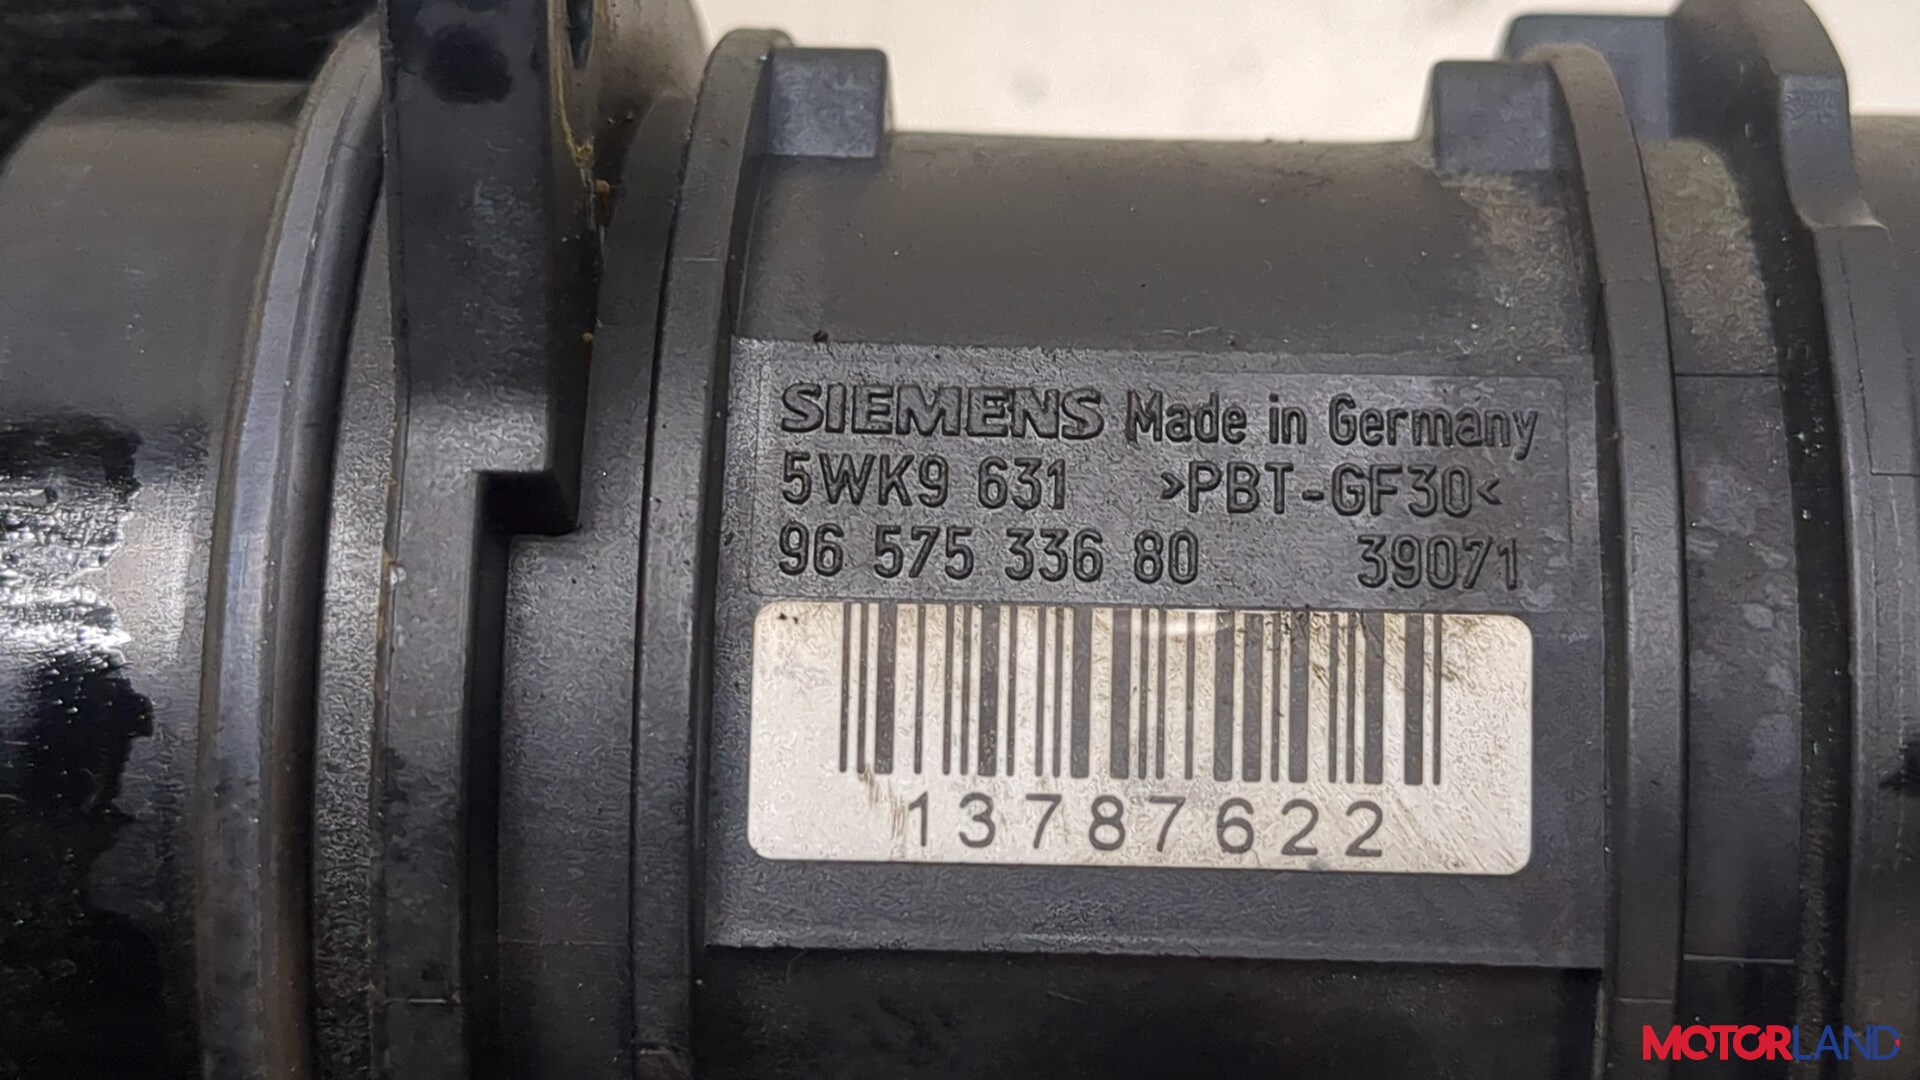 SIEMENS Made in Germany
5WK9 631 >PBT-GF30<
96 575 336 80 39071
13787622
MOTORLAND